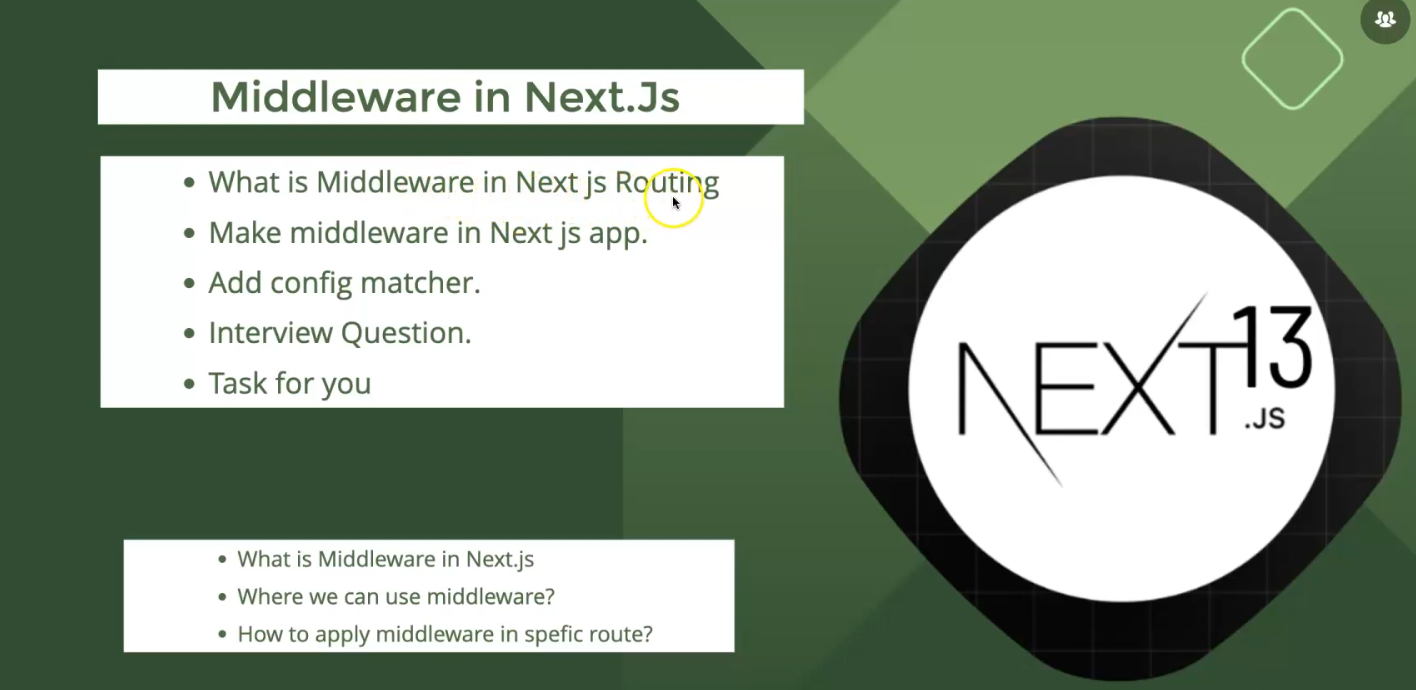 Middleware in Next.Js
What is Middleware in Next js Routing
Make middleware in Next js app.
Add config matcher.
Interview Question.
Task for you
What is Middleware in Next.js
Where we can use middleware?
How to apply middleware in spefic route?
NEXT13
.JS